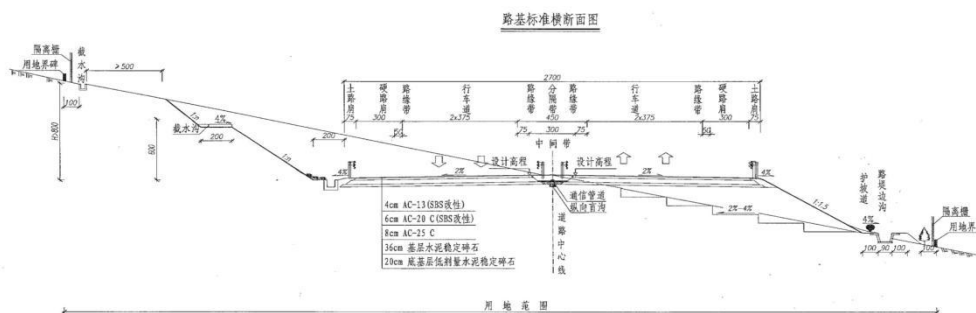 路基标准横断面图
隔离栅
用地界碑
截水沟
≥500
100
H>800
1:n
截水沟
4%
200
600
1:n
200
2700
土路肩
硬路肩
路缘带
行车道
路缘带
分隔带
路缘带
行车道
路缘带
硬路肩
土路肩
75
300
50
2x375
75
450
300
75
2x375
50
300
75
中间带
设计高程
设计高程
4%
2%
2%
4%
通信管道
纵向盲沟
道路中心线
2%-4%
1:1.5
4cm AC-13(SBS改性)
6cm AC-20 C(SBS改性)
8cm AC-25 C
36cm 基层水泥稳定碎石
20cm 底基层低剂量水泥稳定碎石
护坡道
路堤边沟
4%
隔离栅
用地界
100
90
100
100
用地范围